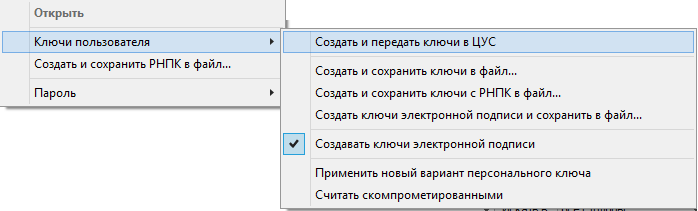 Открыть
Ключи пользователя
Создать и сохранить РНПК в файл...
Пароль
Создать и передать ключи в ЦУС
Создать и сохранить ключи в файл...
Создать и сохранить ключи с РНПК в файл...
Создать ключи электронной подписи и сохранить в файл...
Создавать ключи электронной подписи
Применить новый вариант персонального ключа
Считать скомпрометированными